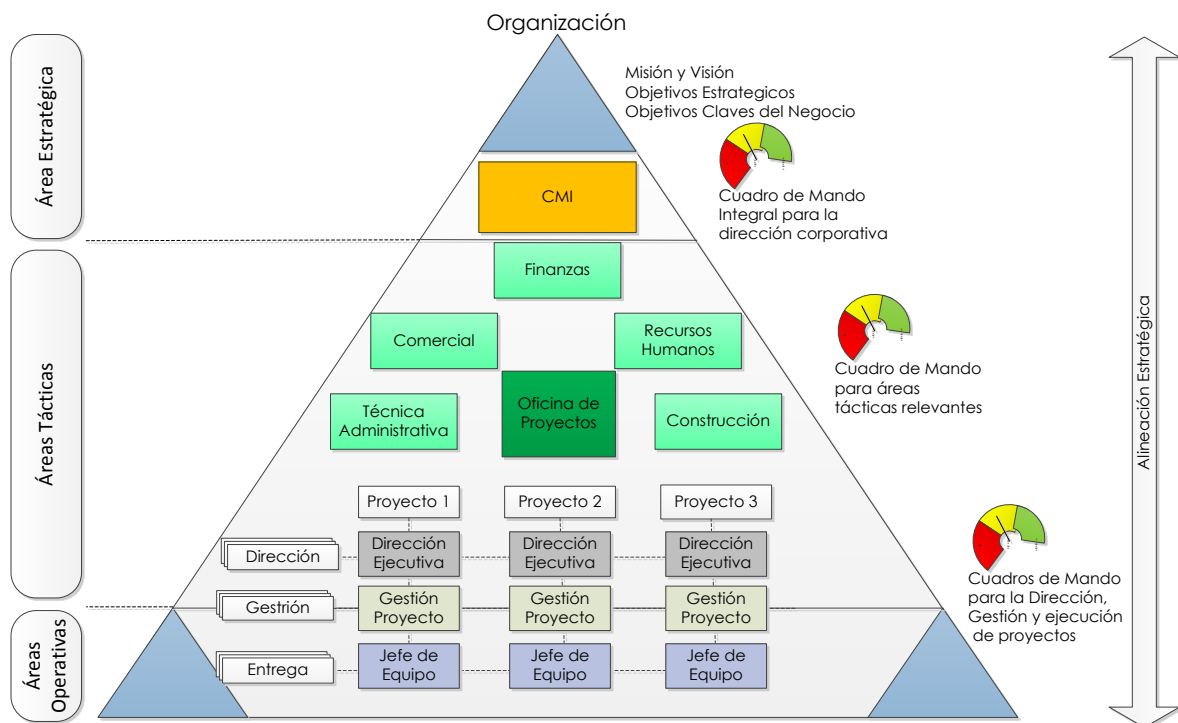 Organización
Área Estratégica
Misión y Visión
Objetivos Estrategicos
Objetivos Claves del Negocio
CMI
Cuadro de Mando
Integral para la
dirección corporativa
Áreas Tácticas
Finanzas
Comercial
Recursos
Humanos
Cuadro de Mando
para áreas
tácticas relevantes
Técnica
Administrativa
Oficina de
Proyectos
Construcción
Alineación Estratégica
Proyecto 1
Proyecto 2
Proyecto 3
Dirección
Dirección
Ejecutiva
Dirección
Ejecutiva
Dirección
Ejecutiva
Cuadros de Mando
para la Dirección,
Gestión y ejecución
de proyectos
Gestrión
Gestión
Proyecto
Gestión
Proyecto
Gestión
Proyecto
Áreas
Operativas
Entrega
Jefe de
Equipo
Jefe de
Equipo
Jefe de
Equipo